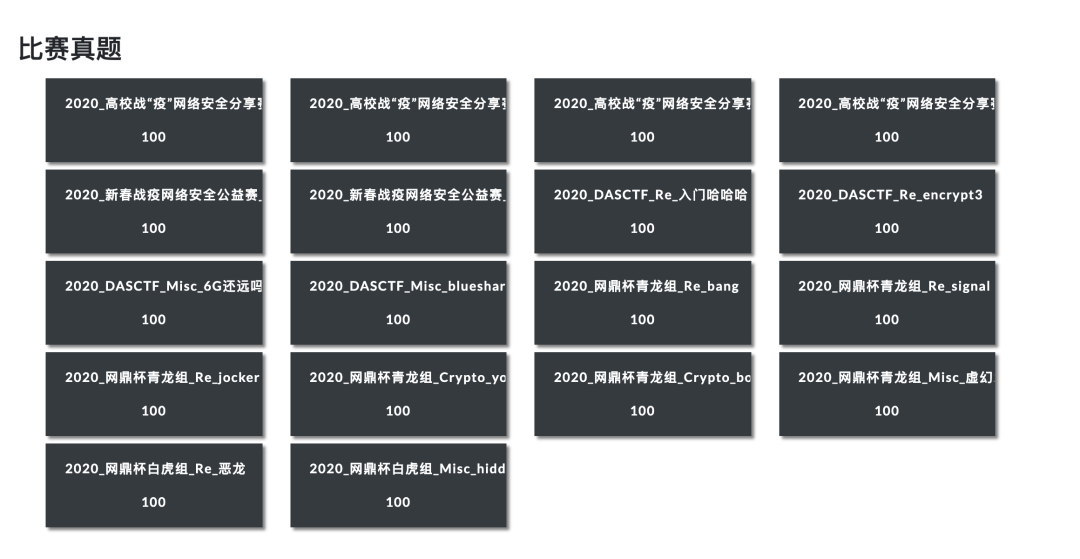 比赛真题
2020_高校战“疫”网络安全分享
100
2020_高校战“疫”网络安全分享
100
2020_高校战“疫”网络安全分享
100
2020_高校战“疫”网络安全分享
100
2020_新春战疫网络安全公益赛_
100
2020_新春战疫网络安全公益赛_
100
2020_DASCTF_Re_入门哈哈哈
100
2020_DASCTF_Re_encrypt3
100
2020_DASCTF_Misc_6G还远吗
100
2020_DASCTF_Misc_blueshar
100
2020_网鼎杯青龙组_Re_bang
100
2020_网鼎杯青龙组_Re_signal
100
2020_网鼎杯青龙组_Re_jocker
100
2020_网鼎杯青龙组_Crypto_yo
100
2020_网鼎杯青龙组_Crypto_bo
100
2020_网鼎杯青龙组_Misc_虚幻
100
2020_网鼎杯白虎组_Re_恶龙
100
2020_网鼎杯白虎组_Misc_hidd
100